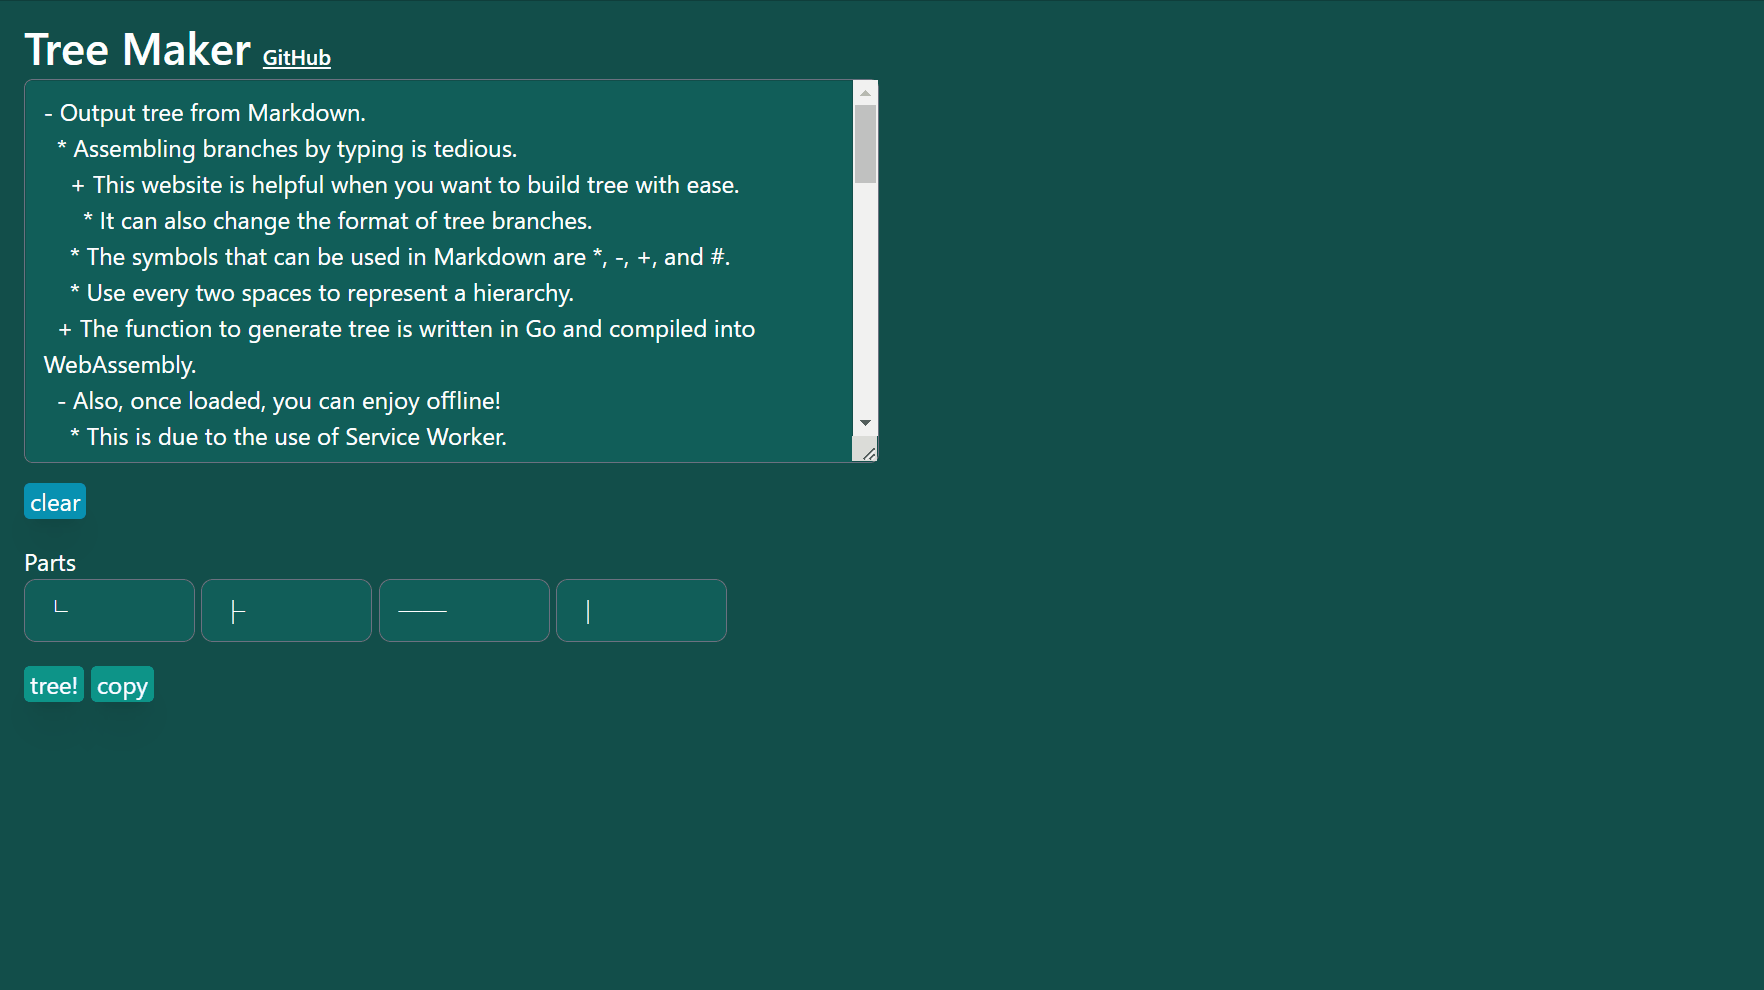 Tree Maker GitHub
- Output tree from Markdown.
  * Assembling branches by typing is tedious.
    + This website is helpful when you want to build tree with ease.
      * It can also change the format of tree branches.
    * The symbols that can be used in Markdown are *, -, +, and #.
    * Use every two spaces to represent a hierarchy.
  + The function to generate tree is written in Go and compiled into
WebAssembly.
  - Also, once loaded, you can enjoy offline!
    * This is due to the use of Service Worker.
clear
Parts
└ ├ ── │
tree! copy